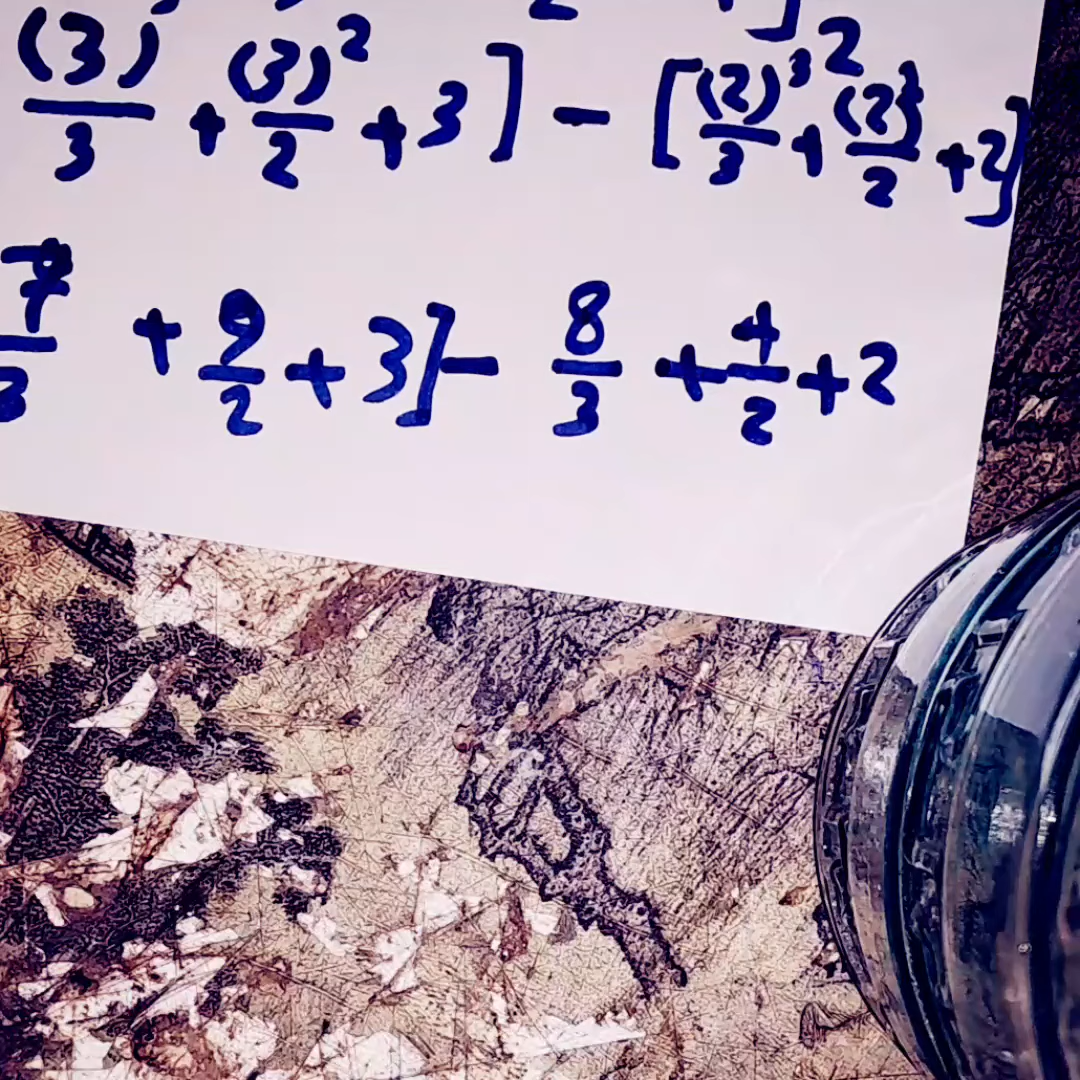 (3) / 3 + (3)² / 2 + 3 ] - [ (2)³ / 3 + (2)² / 2 + 2 ]
7 / 3 + 9 / 2 + 3 ] - 8 / 3 + 4 / 2 + 2